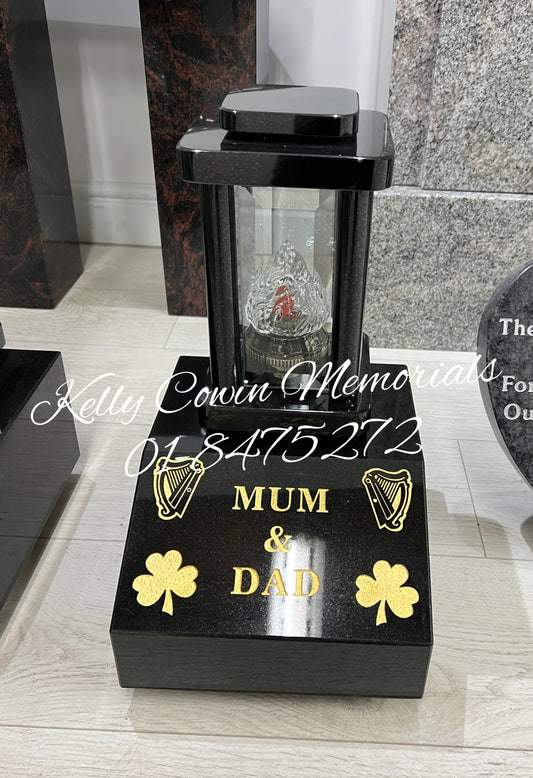 The
For
Ou
Kelly Cowin Memorials
01 8475272
MUM
&
DAD